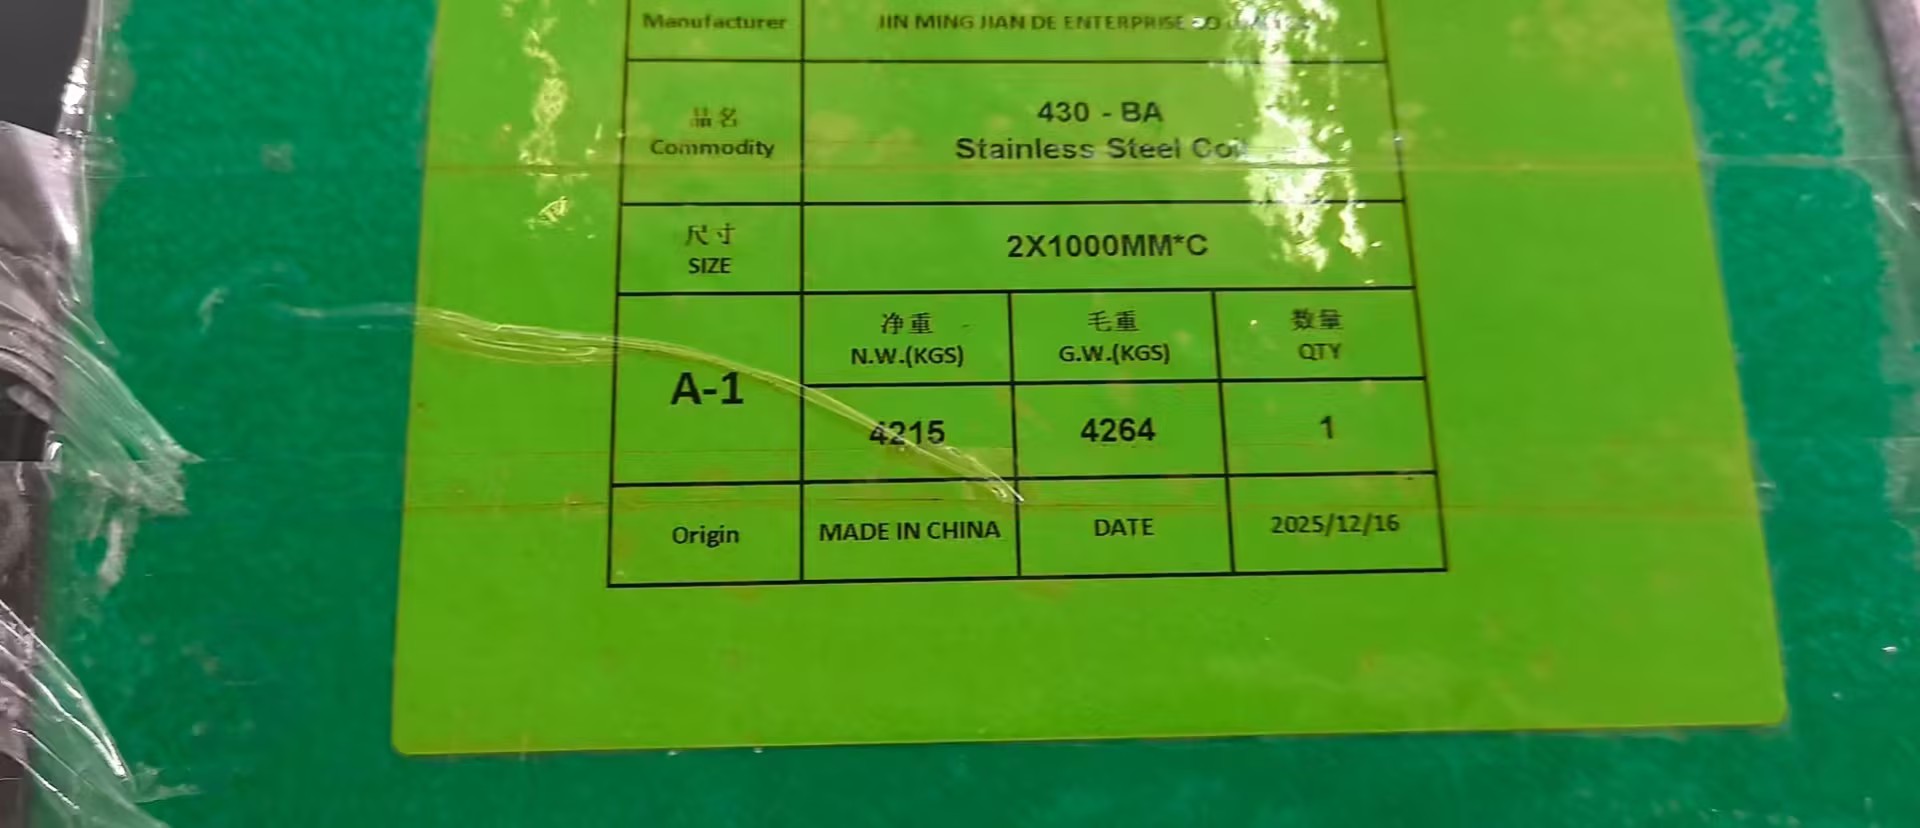 Manufacturer JIN MING JIAN DE ENTERPRISE
品名
Commodity
430 - BA
Stainless Steel
尺寸
SIZE
2X1000MM*C
A-1
净重
N.W.(KGS)
毛重
G.W.(KGS)
数量
QTY
4215 4264 1
Origin MADE IN CHINA DATE 2025/12/16